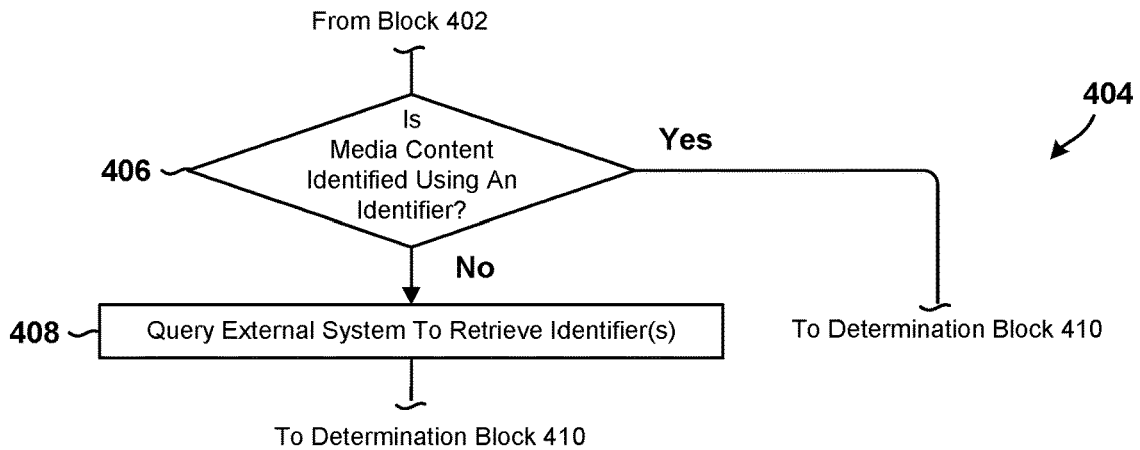 From Block 402
404
Is
Media Content
Identified Using An
Identifier?
Yes
406
No
408
Query External System To Retrieve Identifier(s)
To Determination Block 410
To Determination Block 410